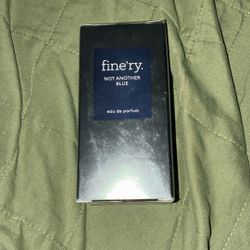 fine'ry.
NOT ANOTHER
BLUE
eau de parfum